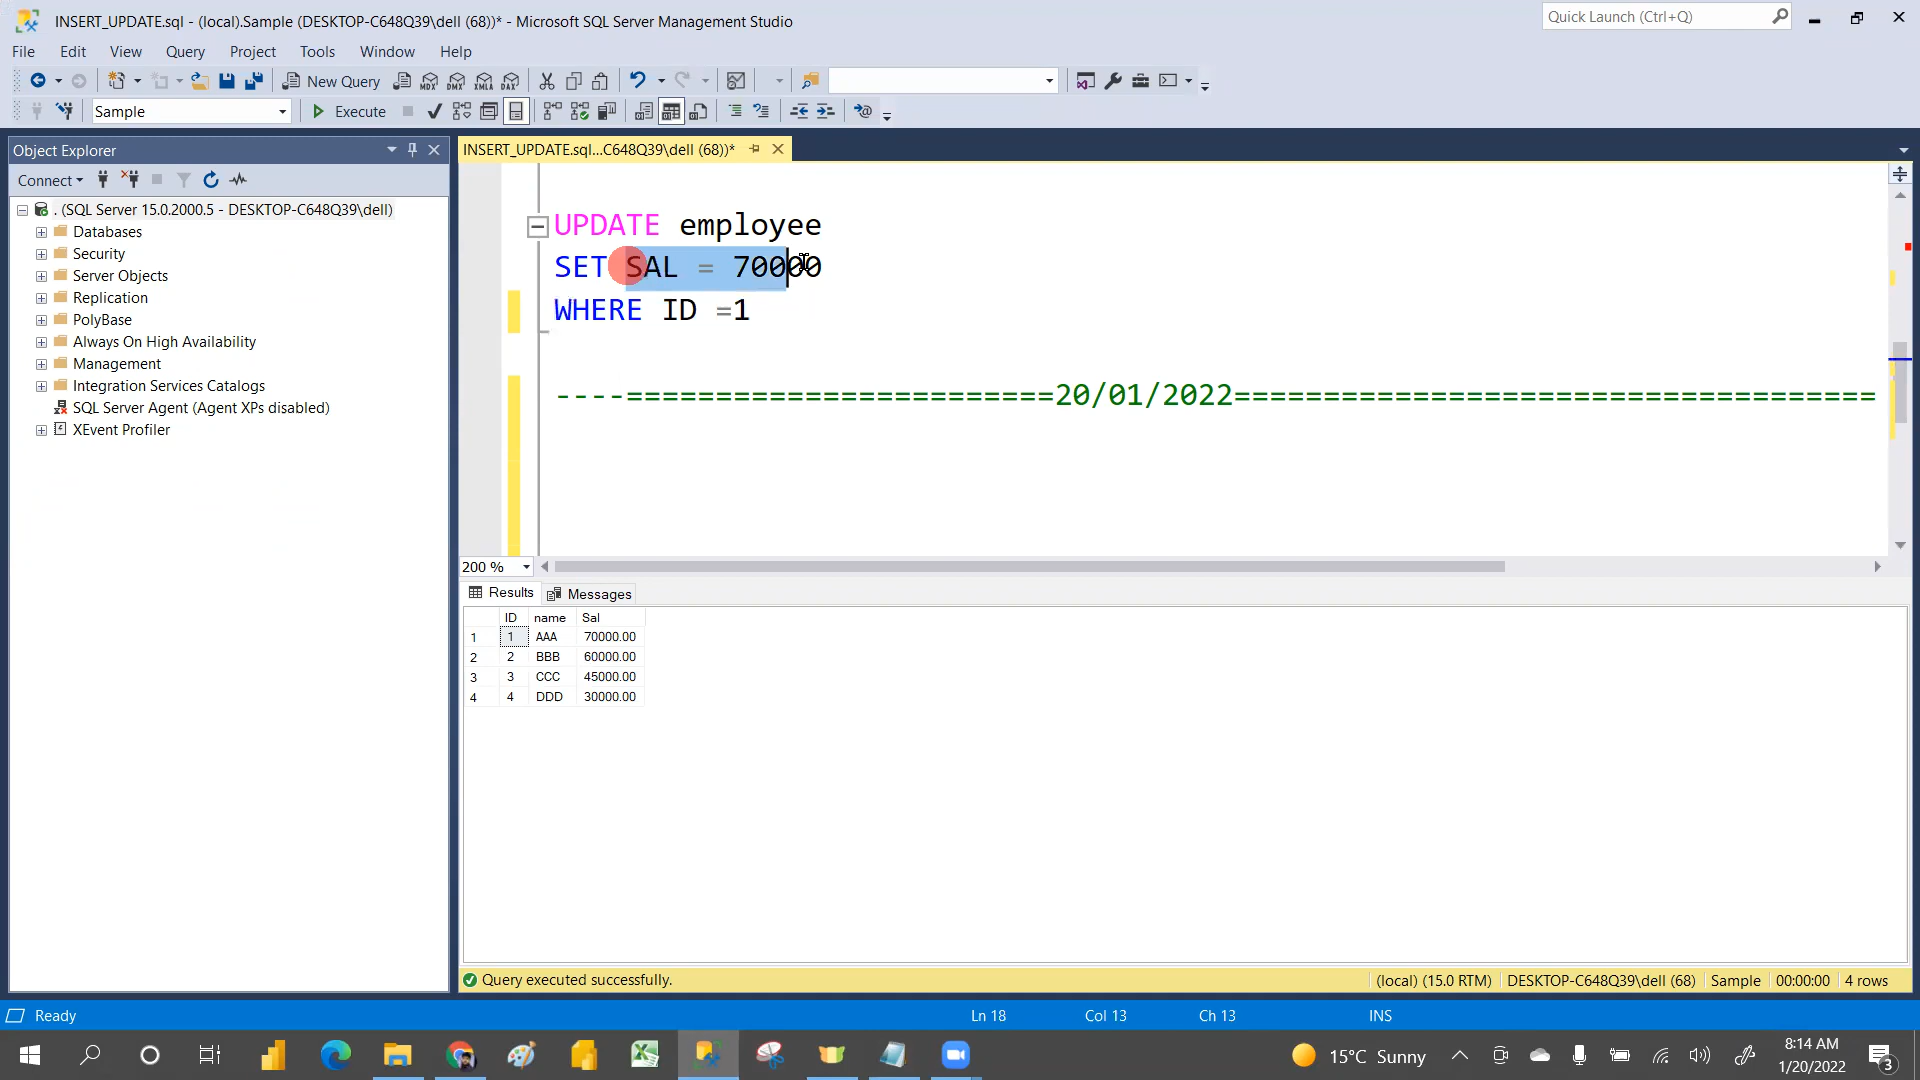 INSERT_UPDATE.sql - (local).Sample (DESKTOP-C648Q39\dell (68))* - Microsoft SQL Server Management Studio
Quick Launch (Ctrl+Q)
File Edit View Query Project Tools Window Help
New Query
MDX DMX XMLA DAX
Sample
Execute
Object Explorer
INSERT_UPDATE.sql...C648Q39\dell (68))*
Connect
. (SQL Server 15.0.2000.5 - DESKTOP-C648Q39\dell)
Databases
Security
Server Objects
Replication
PolyBase
Always On High Availability
Management
Integration Services Catalogs
SQL Server Agent (Agent XPs disabled)
XEvent Profiler
UPDATE employee
SET SAL = 70000
WHERE ID =1
----========================20/01/2022====================================
200 %
Results Messages
ID name Sal
1 1 AAA 70000.00
2 2 BBB 60000.00
3 3 CCC 45000.00
4 4 DDD 30000.00
Query executed successfully.
(local) (15.0 RTM) DESKTOP-C648Q39\dell (68) Sample 00:00:00 4 rows
Ready
Ln 18 Col 13 Ch 13 INS
15°C Sunny
8:14 AM
1/20/2022
3